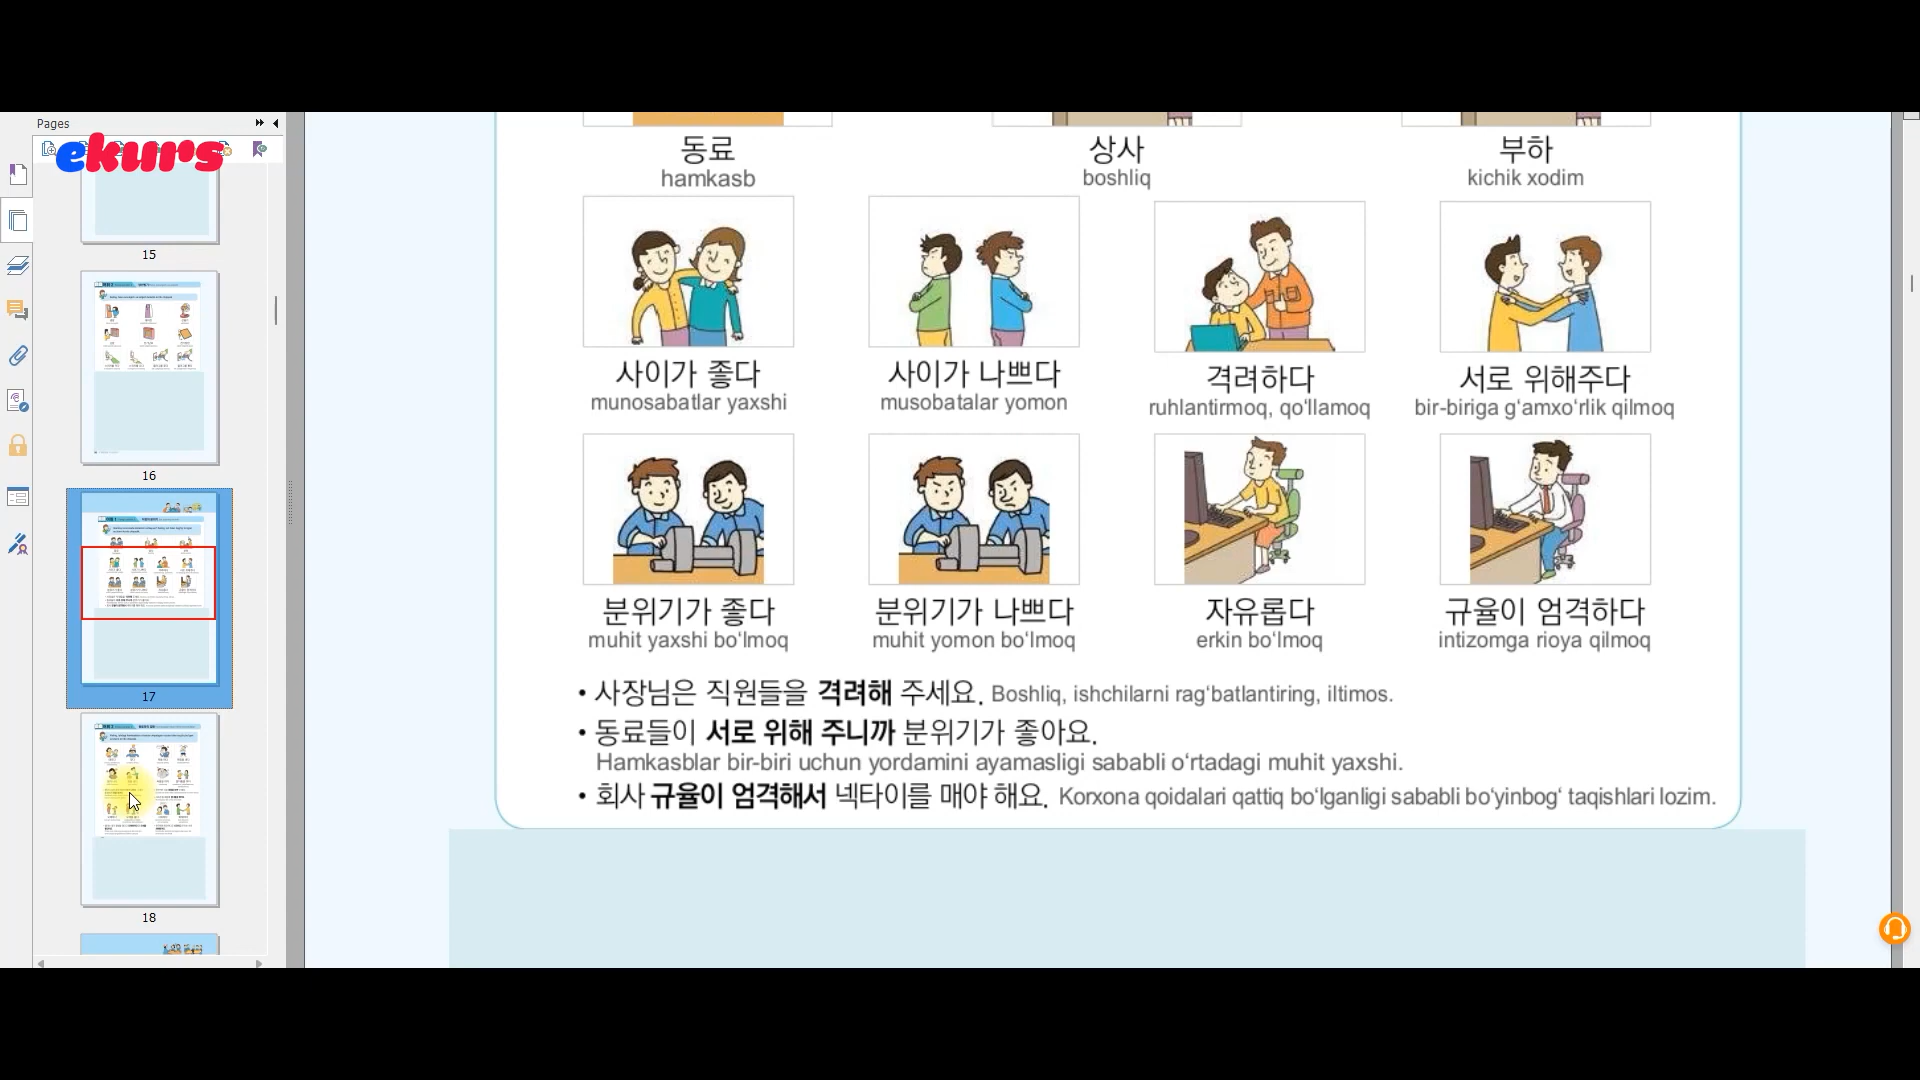 Pages
ekurs
15
16
17
18
동료 상사 부하
hamkasb boshliq kichik xodim
사이가 좋다 사이가 나쁘다 격려하다 서로 위해주다
munosabatlar yaxshi musobatalar yomon ruhlantirmoq, qo‘llamoq bir-biriga g‘amxo‘rlik qilmoq
분위기가 좋다 분위기가 나쁘다 자유롭다 규율이 엄격하다
muhit yaxshi bo‘lmoq muhit yomon bo‘lmoq erkin bo‘lmoq intizomga rioya qilmoq
• 사장님은 직원들을 격려해 주세요. Boshliq, ishchilarni rag‘batlantiring, iltimos.
• 동료들이 서로 위해 주니까 분위기가 좋아요.
Hamkasblar bir-biri uchun yordamini ayamasligi sababli o‘rtadagi muhit yaxshi.
• 회사 규율이 엄격해서 넥타이를 매야 해요. Korxona qoidalari qattiq bo‘lganligi sababli bo‘yinbog‘ taqishlari lozim.